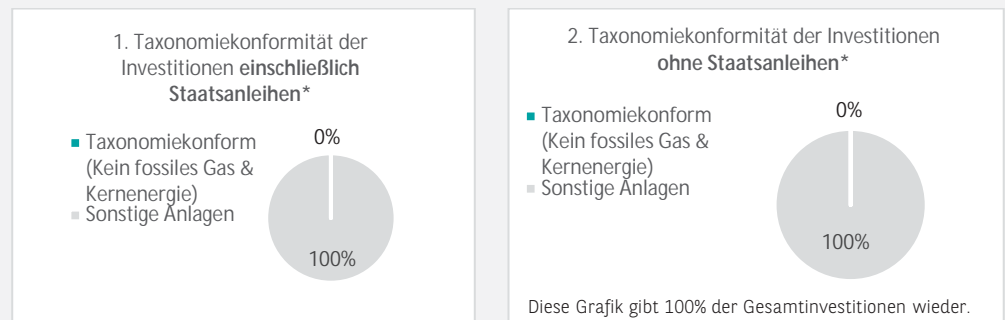 1. Taxonomiekonformität der
Investitionen einschließlich
Staatsanleihen*
Taxonomiekonform
(Kein fossiles Gas &
Kernenergie)
Sonstige Anlagen
0%
100%
2. Taxonomiekonformität der Investitionen
ohne Staatsanleihen*
Taxonomiekonform
(Kein fossiles Gas &
Kernenergie)
Sonstige Anlagen
0%
100%
Diese Grafik gibt 100% der Gesamtinvestitionen wieder.